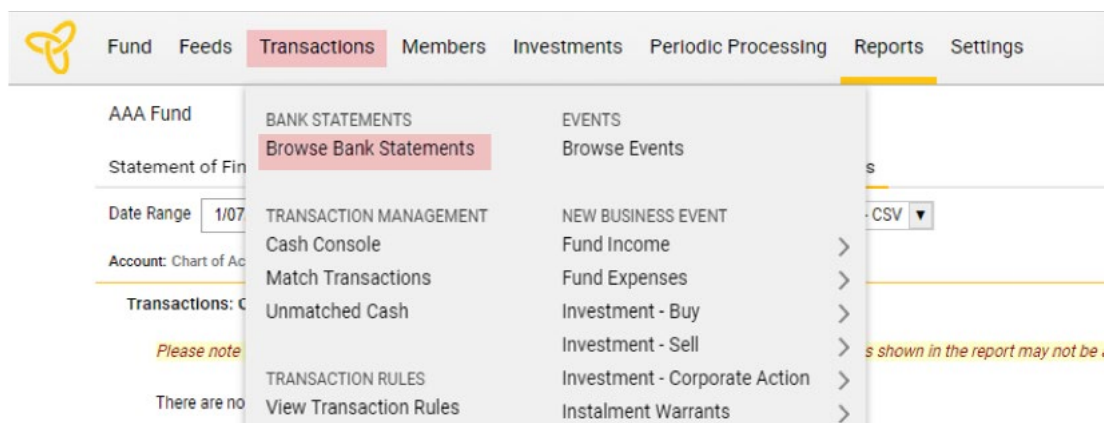 Fund Feeds Transactions Members Investments Periodic Processing Reports Settings
AAA Fund
Statement of Fin
s
Date Range 1/07
- CSV
Account: Chart of Ac
Transactions:
Please note
s shown in the report may not be
There are no
BANK STATEMENTS
Browse Bank Statements
TRANSACTION MANAGEMENT
Cash Console
Match Transactions
Unmatched Cash
TRANSACTION RULES
View Transaction Rules
EVENTS
Browse Events
NEW BUSINESS EVENT
Fund Income
Fund Expenses
Investment - Buy
Investment - Sell
Investment - Corporate Action
Instalment Warrants